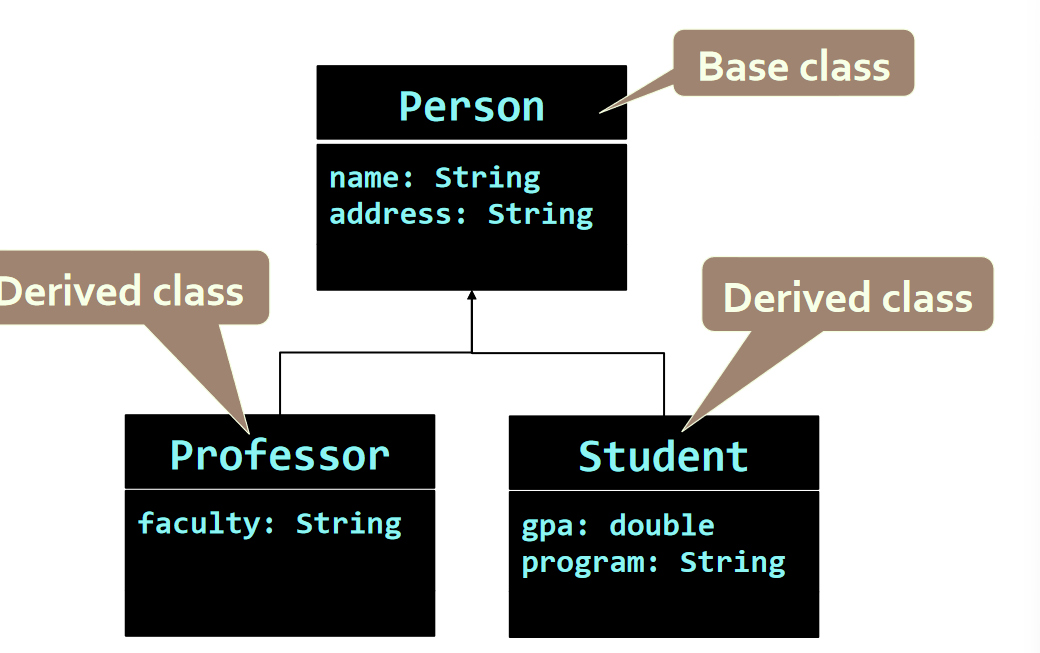 Base class
Person
name: String
address: String
Derived class
Derived class
Professor
faculty: String
Student
gpa: double
program: String